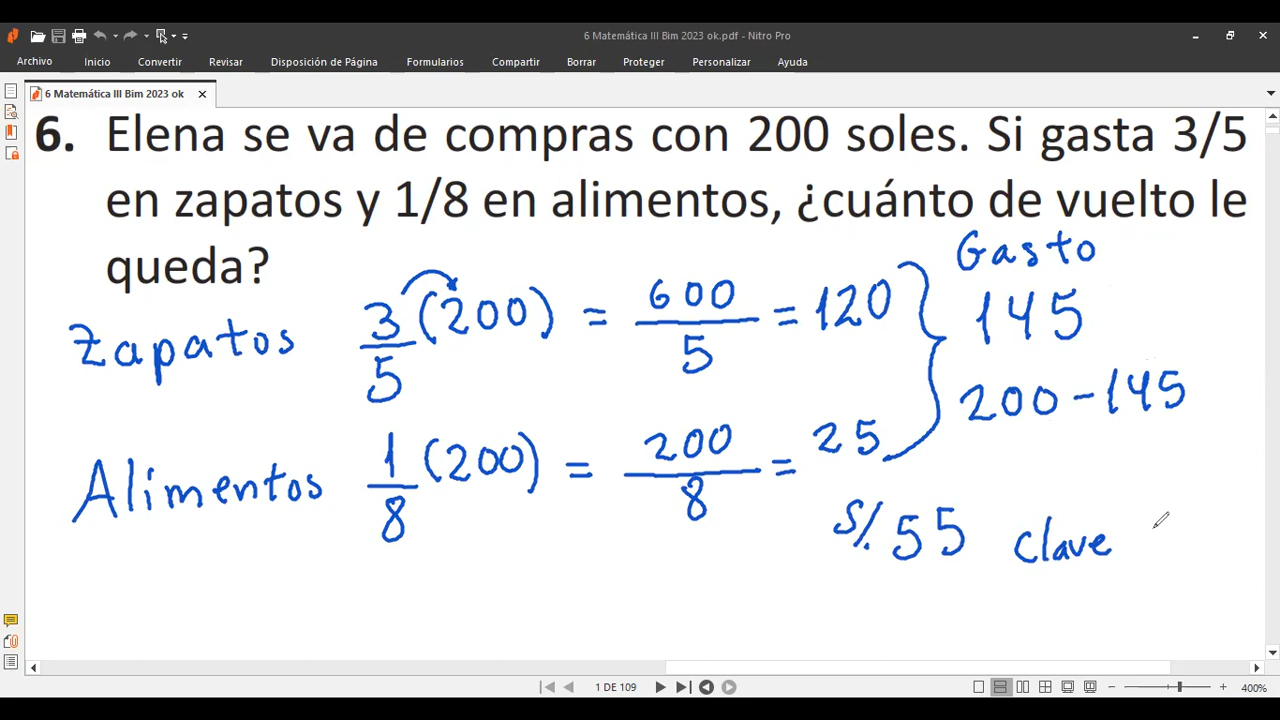 6 Matemática III Bim 2023 ok.pdf - Nitro Pro
Archivo Inicio Convertir Revisar Disposición de Página Formularios Compartir Borrar Proteger Personalizar Ayuda
6 Matemática III Bim 2023 ok
6. Elena se va de compras con 200 soles. Si gasta 3/5
en zapatos y 1/8 en alimentos, ¿cuánto de vuelto le
queda?
Gasto
Zapatos 3/5 (200) = 600/5 = 120
145
200 - 145
Alimentos 1/8 (200) = 200/8 = 25
S/. 55 clave
1 DE 109
400%